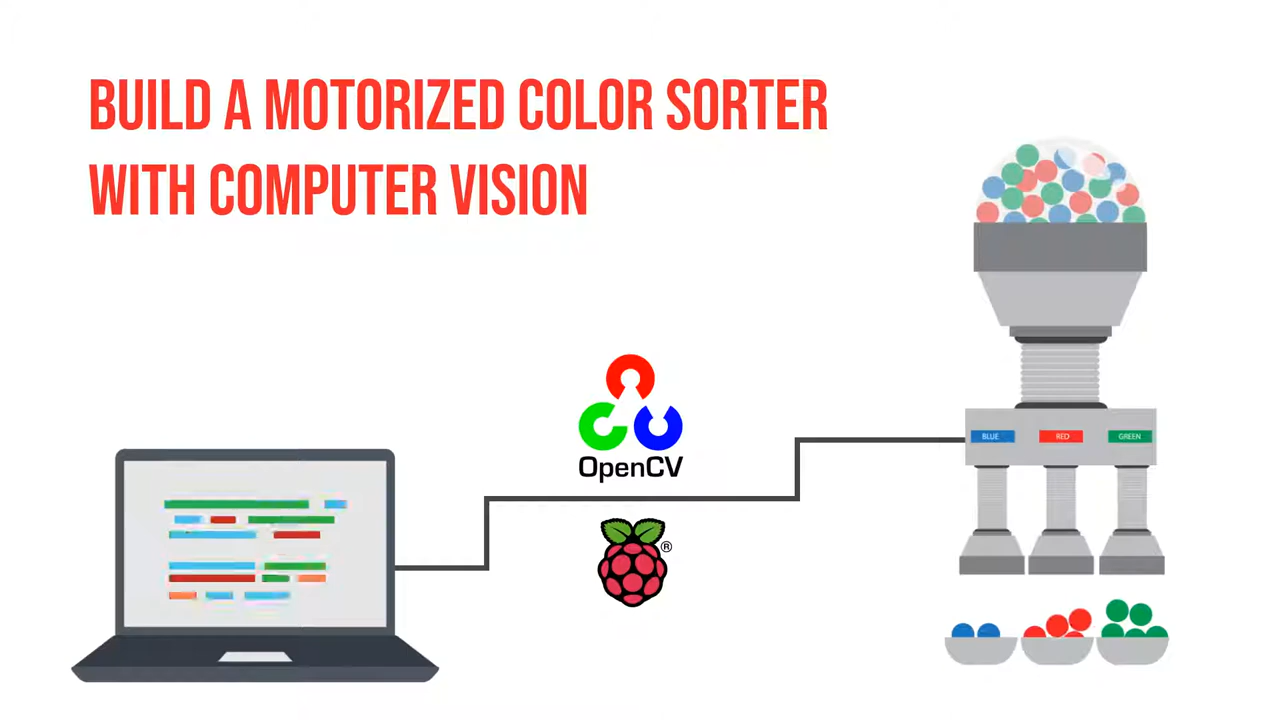 BUILD A MOTORIZED COLOR SORTER
WITH COMPUTER VISION
OpenCV
®
BLUE
RED
GREEN